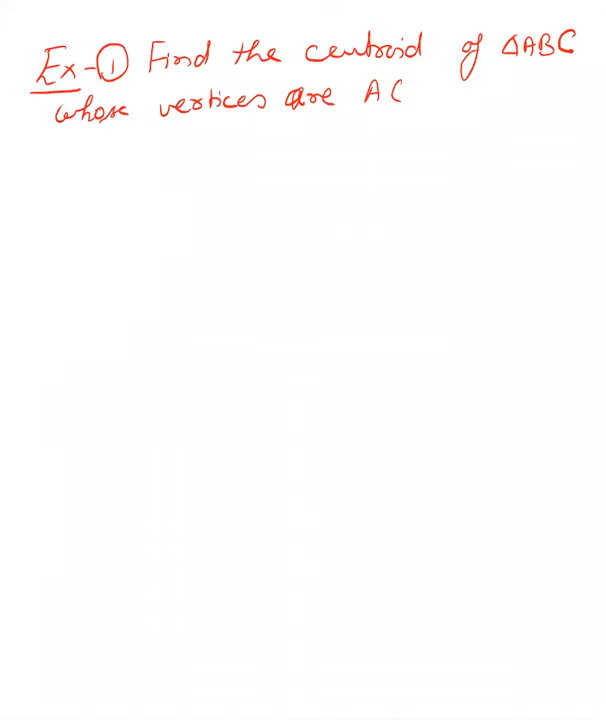 Ex-① Find the centroid of ΔABC
whose vertices are A(